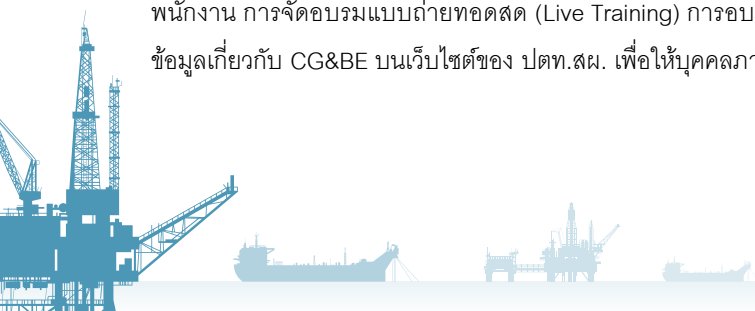 พนักงาน การจัดอบรมแบบถ่ายทอดสด (Live Training) การอบ
ข้อมูลเกี่ยวกับ CG&BE บนเว็บไซต์ของ ปตท.สผ. เพื่อให้บุคคลภา